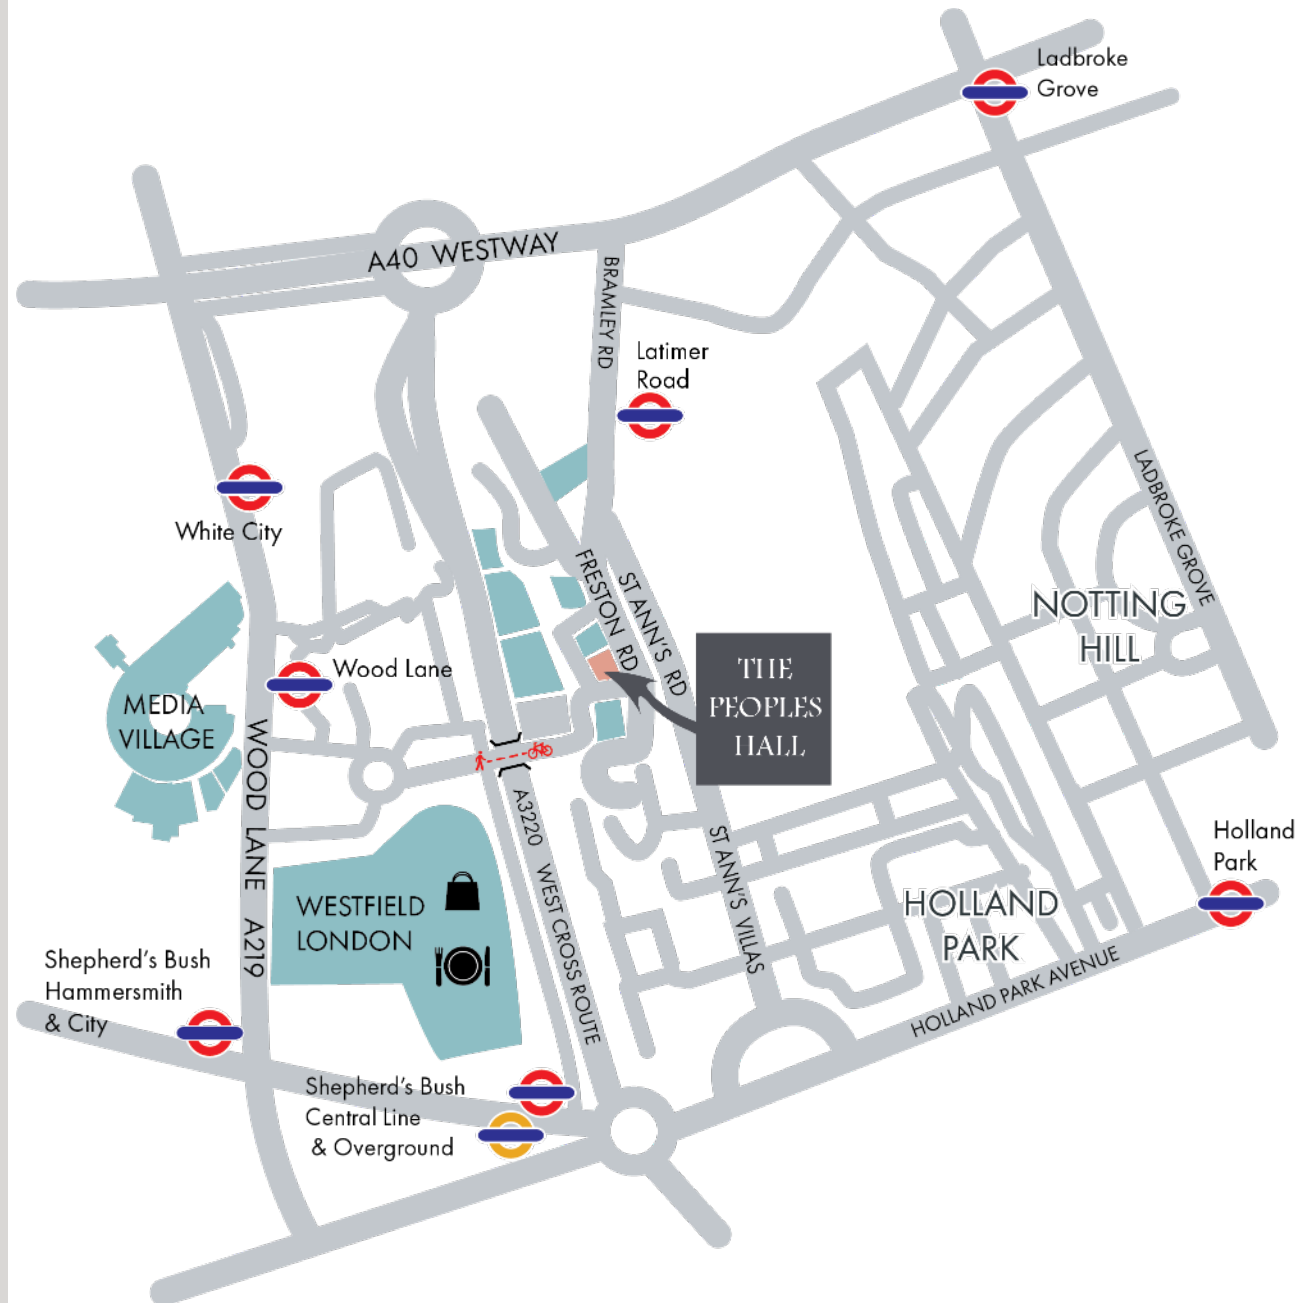 Ladbroke
Grove
A40 WESTWAY
BRAMLEY RD
Latimer
Road
White City
LADBROKE GROVE
FRESTON RD
ST ANN'S RD
NOTTING
HILL
THE
PEOPLES
HALL
Wood Lane
MEDIA
VILLAGE
WOOD LANE A219
A3220 WEST CROSS ROUTE
ST ANN'S VILLAS
Holland
Park
WESTFIELD
LONDON
HOLLAND
PARK
HOLLAND PARK AVENUE
Shepherd's Bush
Hammersmith
& City
Shepherd's Bush
Central Line
& Overground